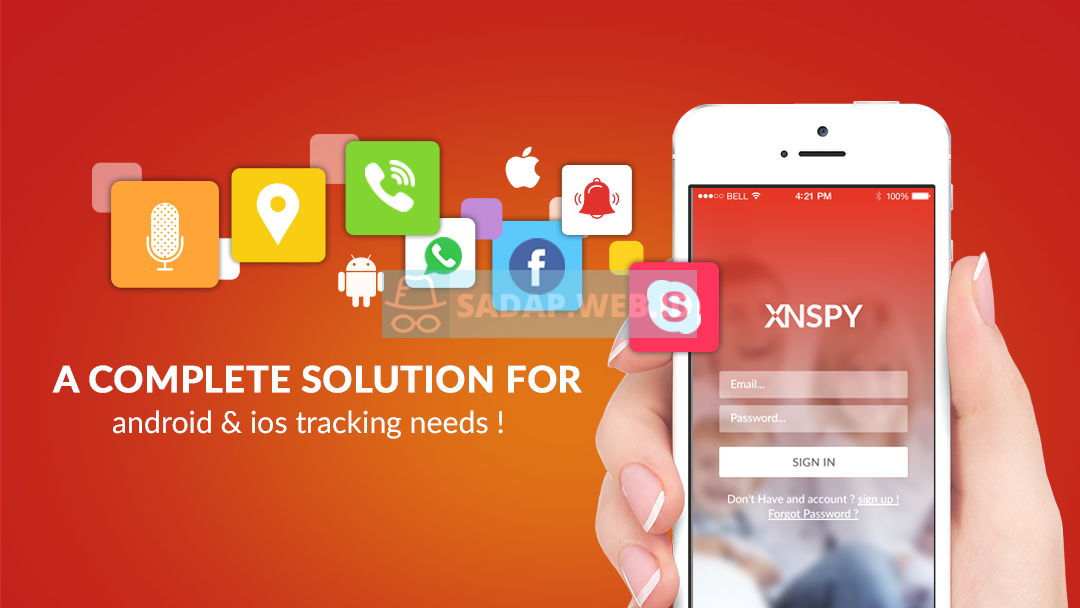 BELL 4:21 PM 100%
SADAP.WEB.
S
XNSPY
A COMPLETE SOLUTION FOR
android & ios tracking needs !
Email...
Password...
SIGN IN
Don't Have and account ? sign up !
Forgot Password ?